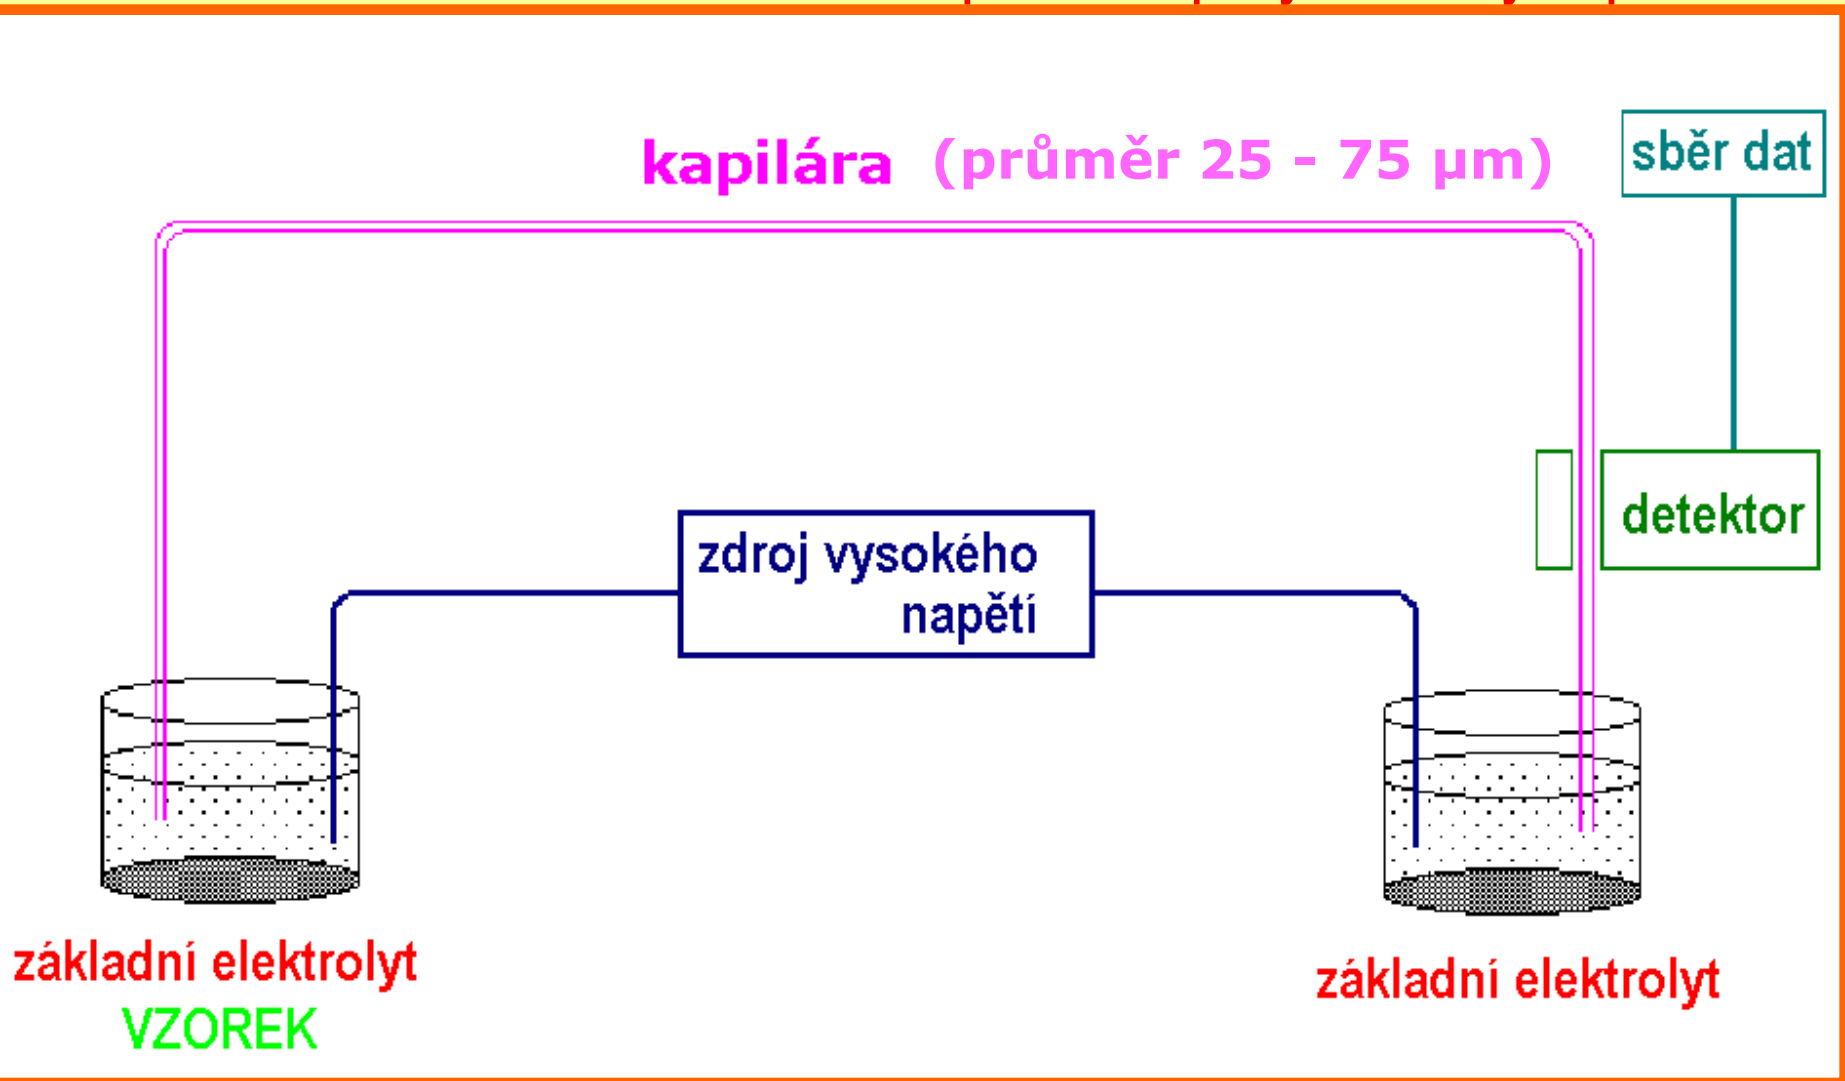 kapilára (průměr 25 - 75 µm)
sběr dat
detektor
zdroj vysokého
napětí
základní elektrolyt
VZOREK
základní elektrolyt